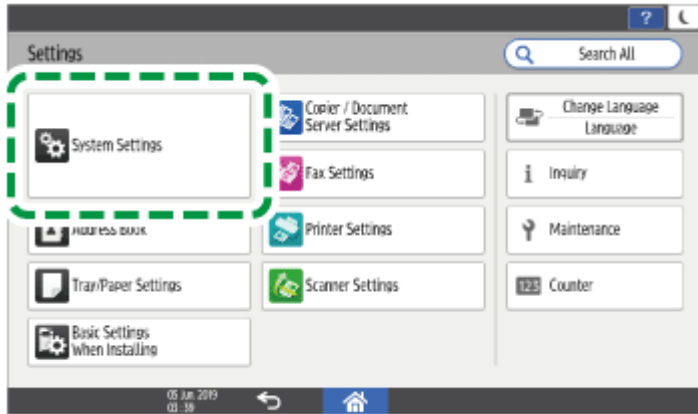 ?
Settings
Search All
System Settings
Copier / Document
Server Settings
Change Language
Language
Fax Settings
Inquiry
Address Book
Printer Settings
Maintenance
Tray/Paper Settings
Scanner Settings
123
Counter
Basic Settings
When Installing
05 Jun. 2019
03:39